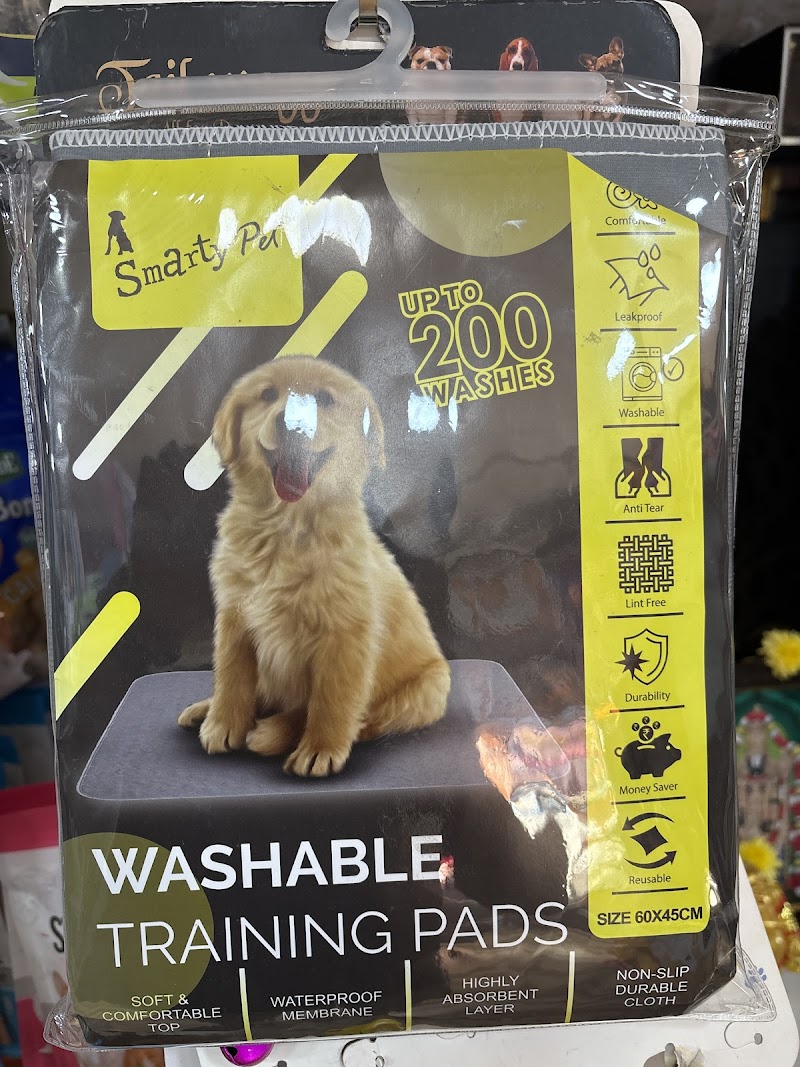 Smarty Pet
UP TO
200
WASHES
Comfortable
Leakproof
Washable
Anti Tear
Lint Free
Durability
Money Saver
Reusable
SIZE 60X45CM
WASHABLE
TRAINING PADS
SOFT &
COMFORTABLE
TOP
WATERPROOF
MEMBRANE
HIGHLY
ABSORBENT
LAYER
NON-SLIP
DURABLE
CLOTH